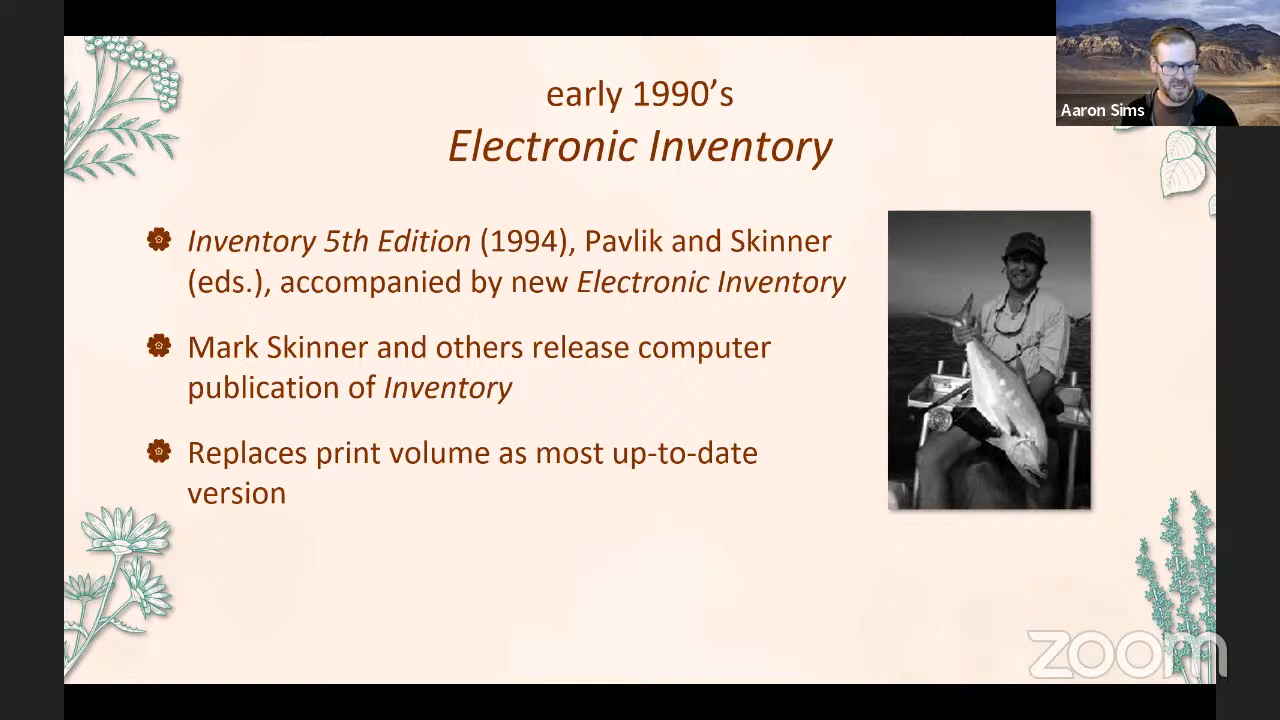 Aaron Sims
early 1990’s
Electronic Inventory
Inventory 5th Edition (1994), Pavlik and Skinner
(eds.), accompanied by new Electronic Inventory
Mark Skinner and others release computer
publication of Inventory
Replaces print volume as most up-to-date
version
zoom